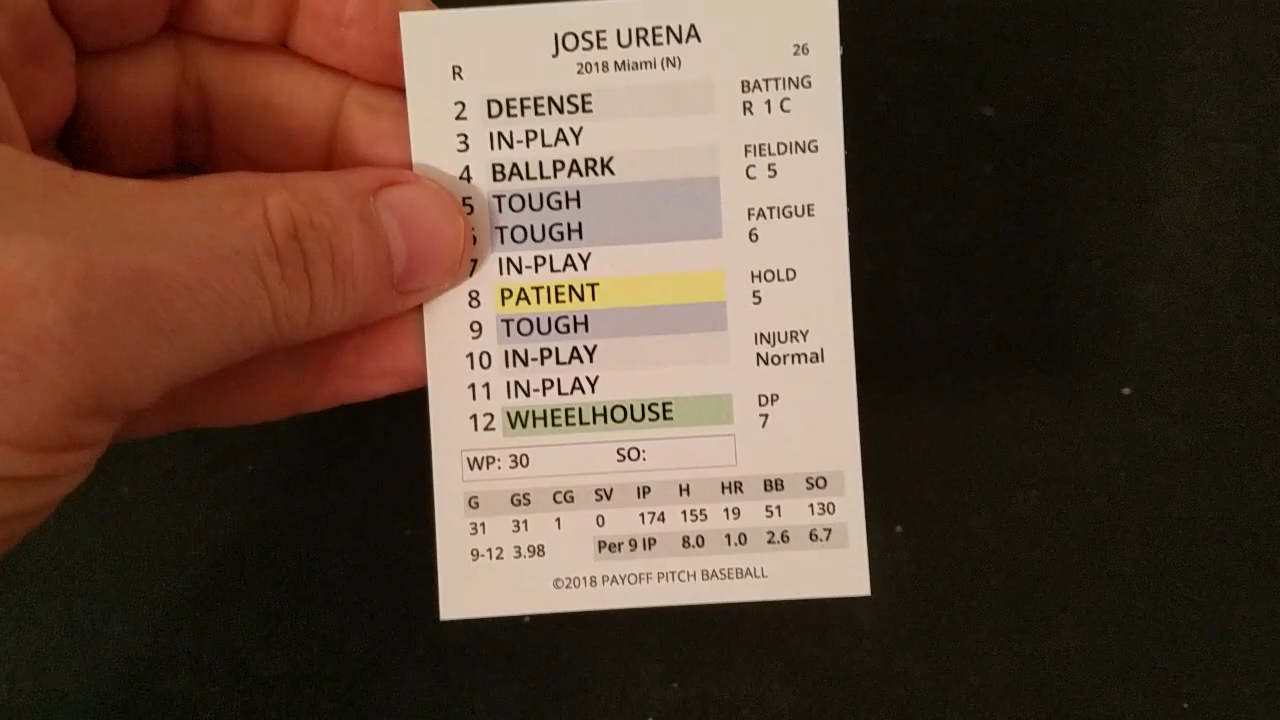 JOSE URENA
R 2018 Miami (N) 26
2 DEFENSE
3 IN-PLAY
4 BALLPARK
5 TOUGH
TOUGH
7 IN-PLAY
8 PATIENT
9 TOUGH
10 IN-PLAY
11 IN-PLAY
12 WHEELHOUSE
BATTING
R 1 C
FIELDING
C 5
FATIGUE
6
HOLD
5
INJURY
Normal
DP
7
WP: 30 SO:
G GS CG SV IP H HR BB SO
31 31 1 0 174 155 19 51 130
9-12 3.98 Per 9 IP 8.0 1.0 2.6 6.7
©2018 PAYOFF PITCH BASEBALL